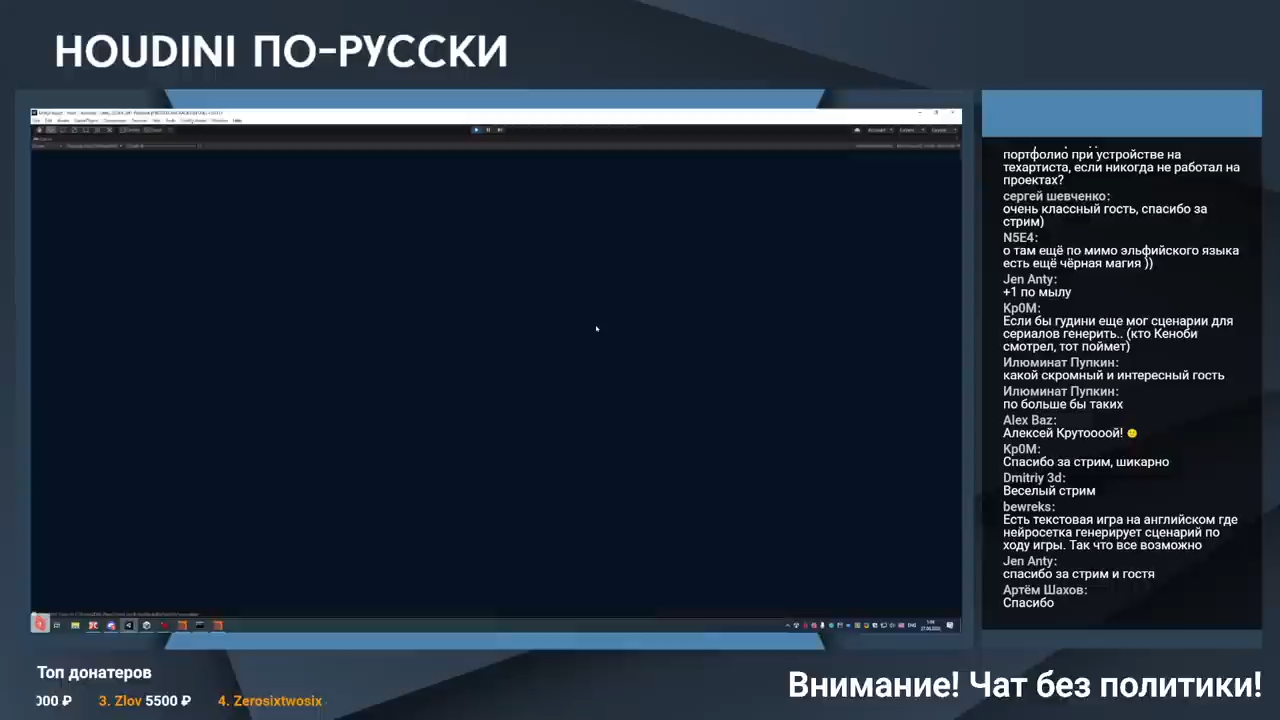 HOUDINI ПО-РУССКИ
портфолио при устройстве на
техартиста, если никогда не работал на
проектах?
сергей шевченко:
очень классный гость, спасибо за
стрим)
N5E4:
о там ещё по мимо эльфийского языка
есть ещё чёрная магия ))
Jen Anty:
+1 по мылу
Kp0M:
Если бы гудини еще мог сценарии для
сериалов генерить.. (кто Кеноби
смотрел, тот поймет)
Илюминат Пупкин:
какой скромный и интересный гость
Илюминат Пупкин:
по больше бы таких
Alex Baz:
Алексей Крутоооой!
Kp0M:
Спасибо за стрим, шикарно
Dmitriy 3d:
Веселый стрим
bewreks:
Есть текстовая игра на английском где
нейросетка генерирует сценарий по
ходу игры. Так что все возможно
Jen Anty:
спасибо за стрим и гостя
Артём Шахов:
Спасибо
Топ донатеров
000 ₽ 3. Zlov 5500 ₽ 4. Zerosixtwosix
Внимание! Чат без политики!